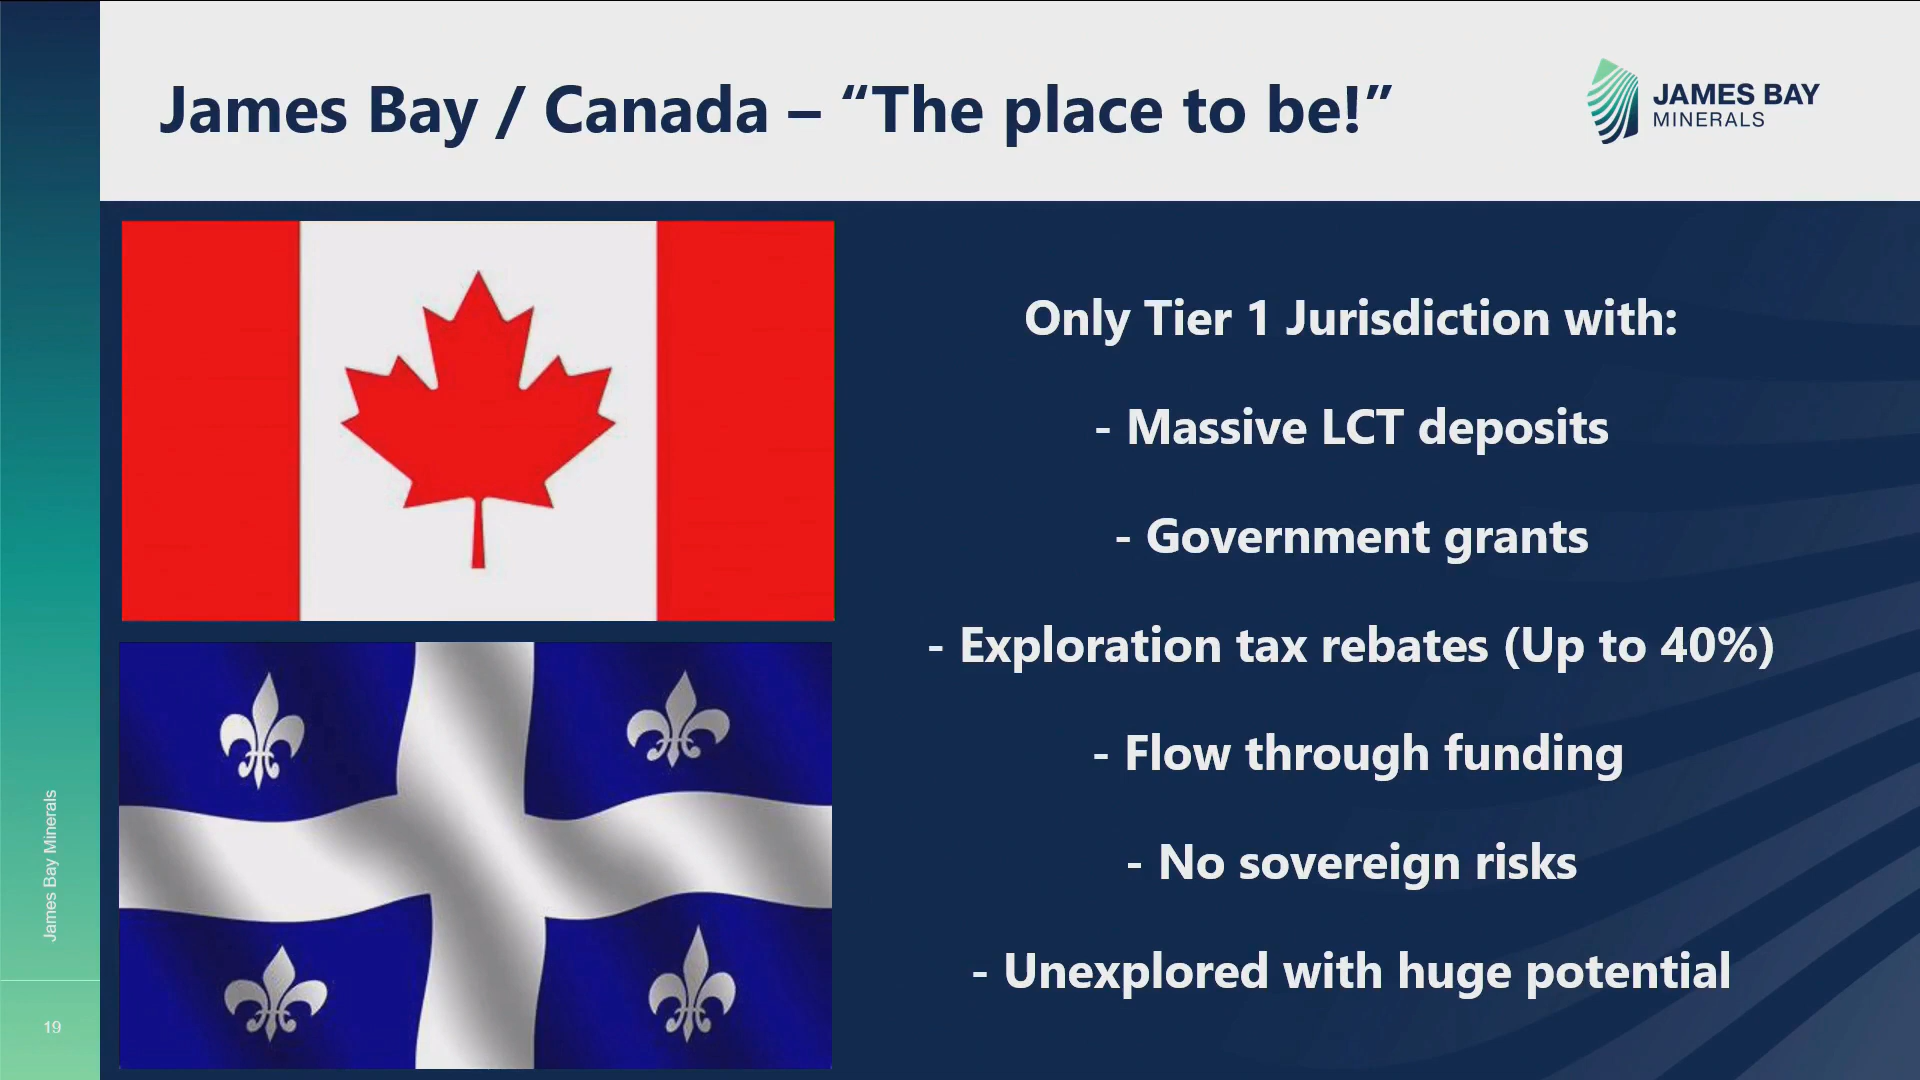 James Bay / Canada – “The place to be!”
JAMES BAY
MINERALS
Only Tier 1 Jurisdiction with:
- Massive LCT deposits
- Government grants
- Exploration tax rebates (Up to 40%)
- Flow through funding
- No sovereign risks
- Unexplored with huge potential
James Bay Minerals
19